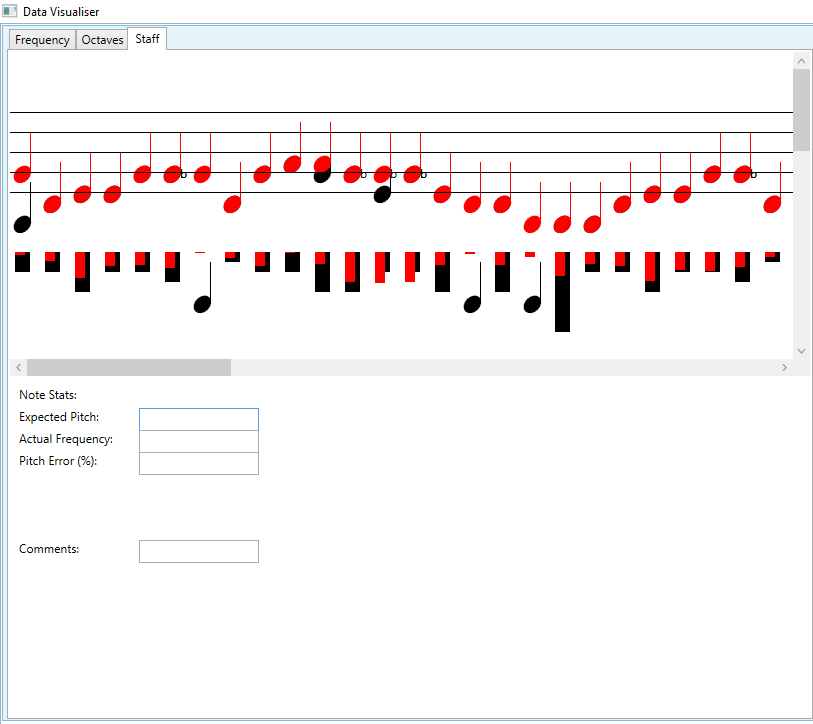 Data Visualiser
Frequency Octaves Staff
b b b b b
Note Stats:
Expected Pitch:
Actual Frequency:
Pitch Error (%):
Comments: